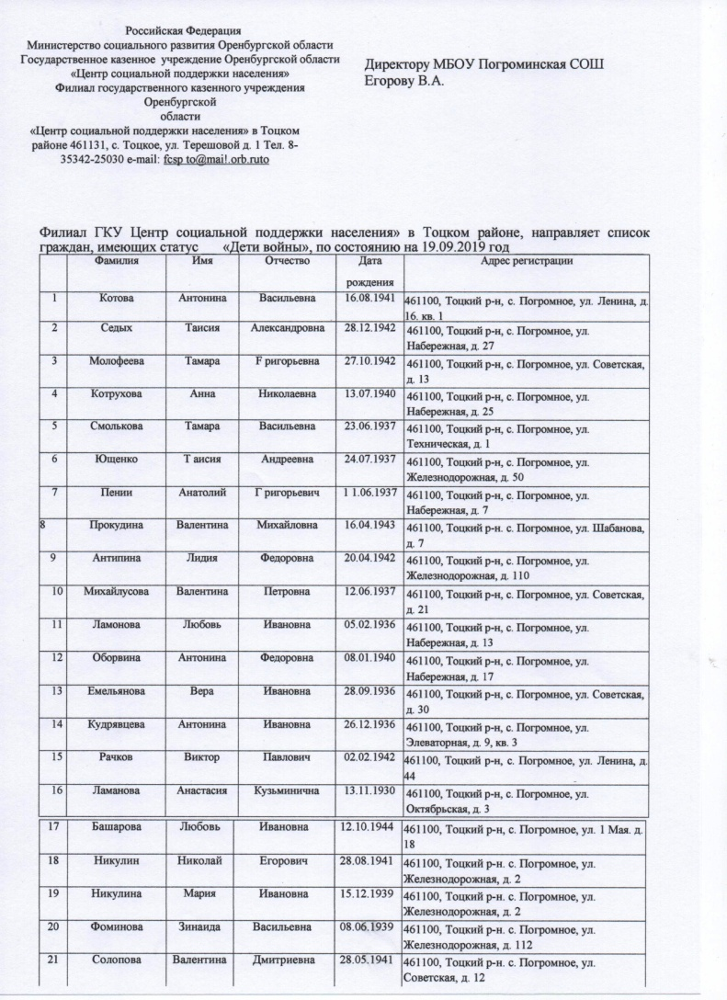 Российская Федерация
Министерство социального развития Оренбургской области
Государственное казенное учреждение Оренбургской области
«Центр социальной поддержки населения»
Филиал государственного казенного учреждения
Оренбургской
области
«Центр социальной поддержки населения» в Тоцком
районе 461131, с. Тоцкое, ул. Терешовой д. 1 Тел. 8-
35342-25030 e-mail: fcsp to@mai!.orb.ruto
Директору МБОУ Погроминская СОШ
Егорову В.А.
Филиал ГКУ Центр социальной поддержки населения» в Тоцком районе, направляет список
граждан, имеющих статус «Дети войны», по состоянию на 19.09.2019 год
Фамилия Имя Отчество Дата рождения Адрес регистрации
1 Котова Антонина Васильевна 16.08.1941 461100, Тоцкий р-н, с. Погромное, ул. Ленина, д.
16. кв. 1
2 Седых Таисия Александровна 28.12.1942 461100, Тоцкий р-н, с. Погромное, ул.
Набережная, д. 27
3 Молофеева Тамара F ригорьевна 27.10.1942 461100, Тоцкий р-н, с. Погромное, ул. Советская,
д. 13
4 Котрухова Анна Николаевна 13.07.1940 461100, Тоцкий р-н, с. Погромное, ул.
Набережная, д. 25
5 Смолькова Тамара Васильевна 23.06.1937 461100, Тоцкий р-н, с. Погромное, ул.
Техническая, д. 1
6 Ющенко Т аисия Андреевна 24.07.1937 461100, Тоцкий р-н, с. Погромное, ул.
Железнодорожная, д. 50
7 Пении Анатолий Г ригорьевич 1 1.06.1937 461100, Тоцкий р-н, с. Погромное, ул.
Набережная, д. 7
8 Прокудина Валентина Михайловна 16.04.1943 461100, Тоцкий р-н. с. Погромное, ул. Шабанова,
д. 7
9 Антипина Лидия Федоровна 20.04.1942 461100, Тоцкий р-н, с. Погромное, ул.
Железнодорожная, д. 110
10 Михайлусова Валентина Петровна 12.06.1937 461100, Тоцкий р-н, с. Погромное, ул. Советская,
д. 21
11 Ламонова Любовь Ивановна 05.02.1936 461100, Тоцкий р-н, с. Погромное, ул.
Набережная, д. 13
12 Оборвина Антонина Федоровна 08.01.1940 461100, Тоцкий р-н, с. Погромное, ул.
Набережная, д. 17
13 Емельянова Вера Ивановна 28.09.1936 461100, Тоцкий р-н, с. Погромное, ул. Советская,
д. 30
14 Кудрявцева Антонина Ивановна 26.12.1936 461100, Тоцкий р-н, с. Погромное, ул.
Элеваторная, д. 9, кв. 3
15 Рачков Виктор Павлович 02.02.1942 461100, Тоцкий р-н, с. Погромное, ул. Ленина, д.
44
16 Ламанова Анастасия Кузьминична 13.11.1930 461100, Тоцкий р-н, с. Погромное, ул.
Октябрьская, д. 3
17 Башарова Любовь Ивановна 12.10.1944 461100, Тоцкий р-н, с. Погромное, ул. 1 Мая. д.
18
18 Никулин Николай Егорович 28.08.1941 461100, Тоцкий р-н. с. Погромное, ул.
Железнодорожная, д. 2
19 Никулина Мария Ивановна 15.12.1939 461100, Тоцкий р-н. с. Погромное, ул.
Железнодорожная, д. 2
20 Фоминова Зинаида Васильевна 08.06.1939 461100, Тоцкий р-н. с. Погромное, ул.
Железнодорожная, д. 112
21 Солопова Валентина Дмитриевна 28.05.1941 461100, Тоцкий р-н. с. Погромное, ул.
Советская, д. 12